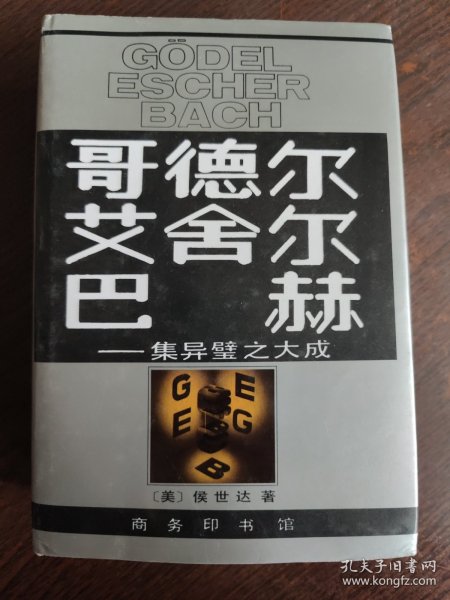 GÖDEL
ESCHER
BACH
哥德尔
艾舍尔
巴赫
——集异璧之大成
G E
E G
B
〔美〕侯世达 著
商务印书馆
孔夫子旧书网
www.kongfz.com